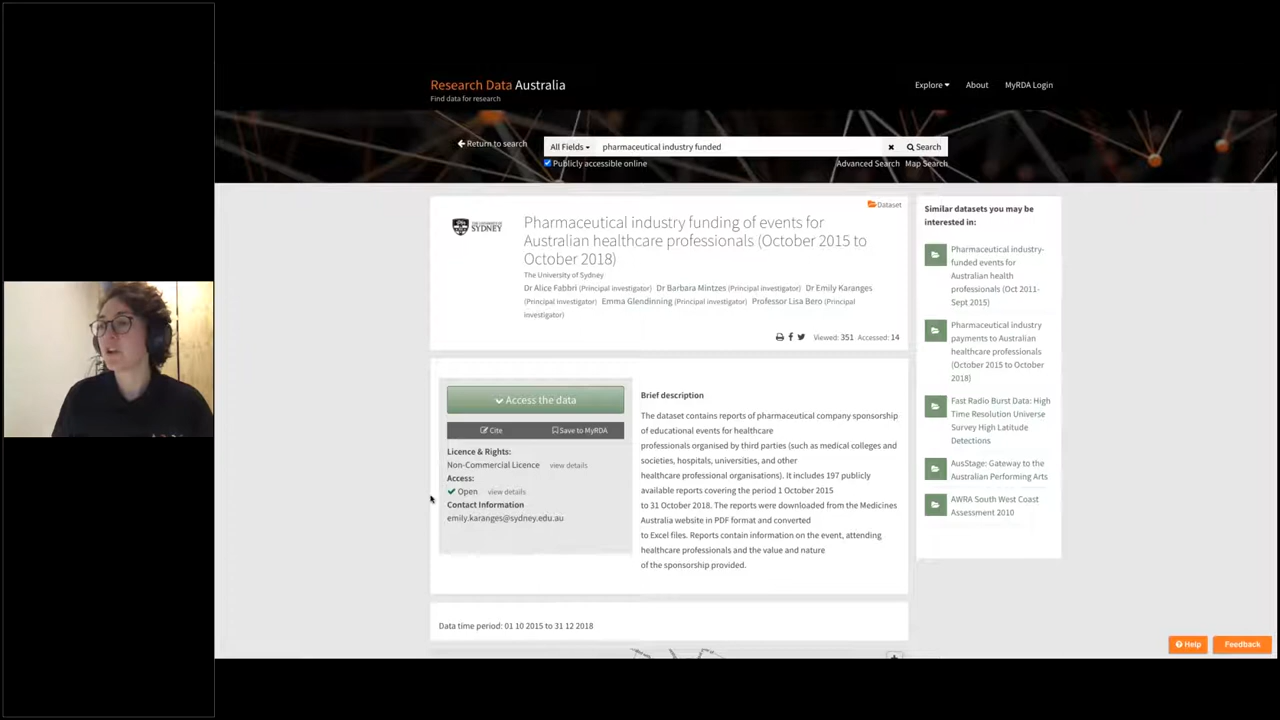 Research Data Australia
Find data for research
Explore
About
MyRDA Login
Return to search
All Fields
pharmaceutical industry funded
Search
Publicly accessible online
Advanced Search
Map Search
THE UNIVERSITY OF
SYDNEY
Dataset
Pharmaceutical industry funding of events for
Australian healthcare professionals (October 2015 to
October 2018)
The University of Sydney
Dr Alice Fabbri (Principal investigator) Dr Barbara Mintzes (Principal investigator) Dr Emily Karanges
(Principal investigator) Emma Glendinning (Principal investigator) Professor Lisa Bero (Principal
investigator)
Viewed: 351 Accessed: 14
Access the data
Cite
Save to MyRDA
Licence & Rights:
Non-Commercial Licence view details
Access:
Open view details
Contact Information
emily.karanges@sydney.edu.au
Brief description
The dataset contains reports of pharmaceutical company sponsorship
of educational events for healthcare
professionals organised by third parties (such as medical colleges and
societies, hospitals, universities, and other
healthcare professional organisations). It includes 197 publicly
available reports covering the period 1 October 2015
to 31 October 2018. The reports were downloaded from the Medicines
Australia website in PDF format and converted
to Excel files. Reports contain information on the event, attending
healthcare professionals and the value and nature
of the sponsorship provided.
Data time period: 01 10 2015 to 31 12 2018
Similar datasets you may be
interested in:
Pharmaceutical industry-
funded events for
Australian health
professionals (Oct 2011-
Sept 2015)
Pharmaceutical industry
payments to Australian
healthcare professionals
(October 2015 to October
2018)
Fast Radio Burst Data: High
Time Resolution Universe
Survey High Latitude
Detections
AusStage: Gateway to the
Australian Performing Arts
AWRA South West Coast
Assessment 2010
Help
Feedback